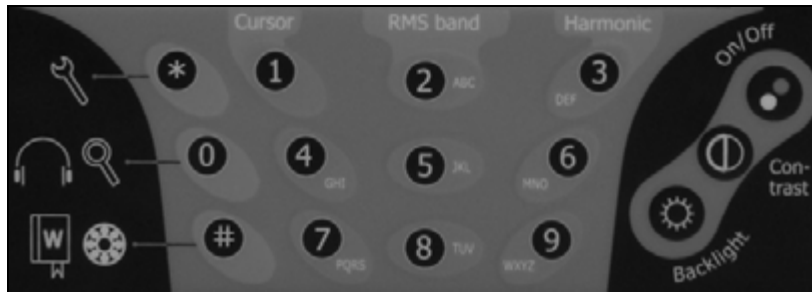 Cursor RMS band Harmonic
On/Off
* 1 2 ABC 3 DEF
0 4 GHI 5 JKL 6 MNO
Con-
trast
W # 7 PQRS 8 TUV 9 WXYZ
Backlight